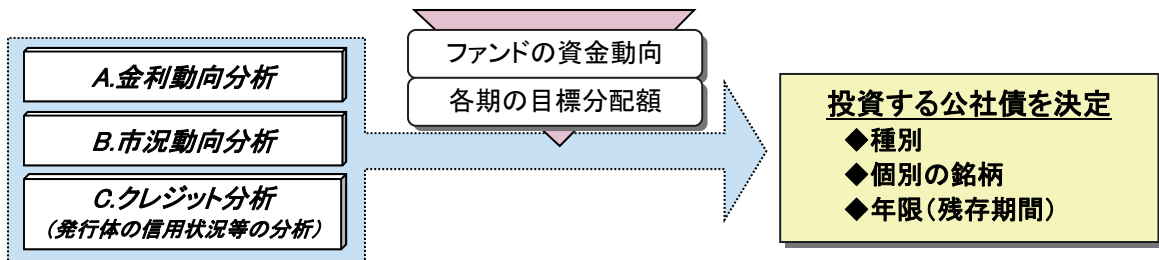 A.金利動向分析
B.市況動向分析
C.クレジット分析
(発行体の信用状況等の分析)
ファンドの資金動向
各期の目標分配額
投資する公社債を決定
◆種別
◆個別の銘柄
◆年限(残存期間)